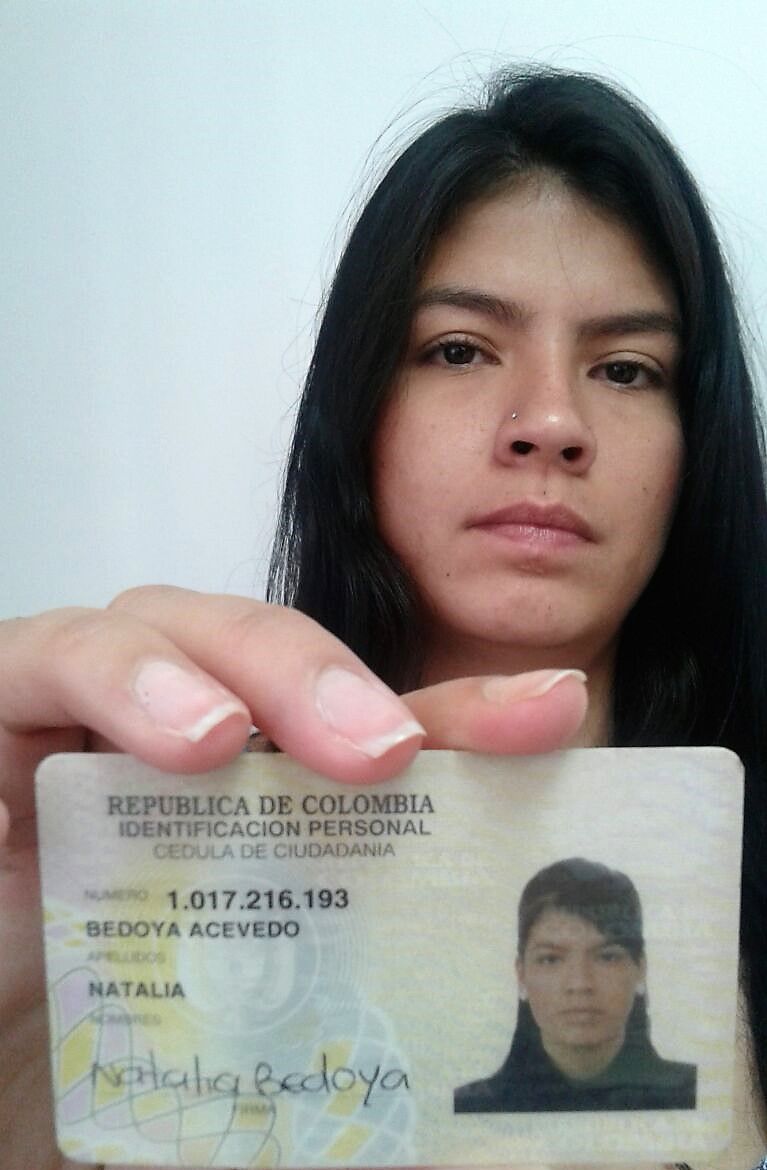 REPUBLICA DE COLOMBIA
IDENTIFICACION PERSONAL
CEDULA DE CIUDADANIA
NUMERO 1.017.216.193
BEDOYA ACEVEDO
APELLIDOS
NATALIA
NOMBRES
Natalia Bedoya
FIRMA